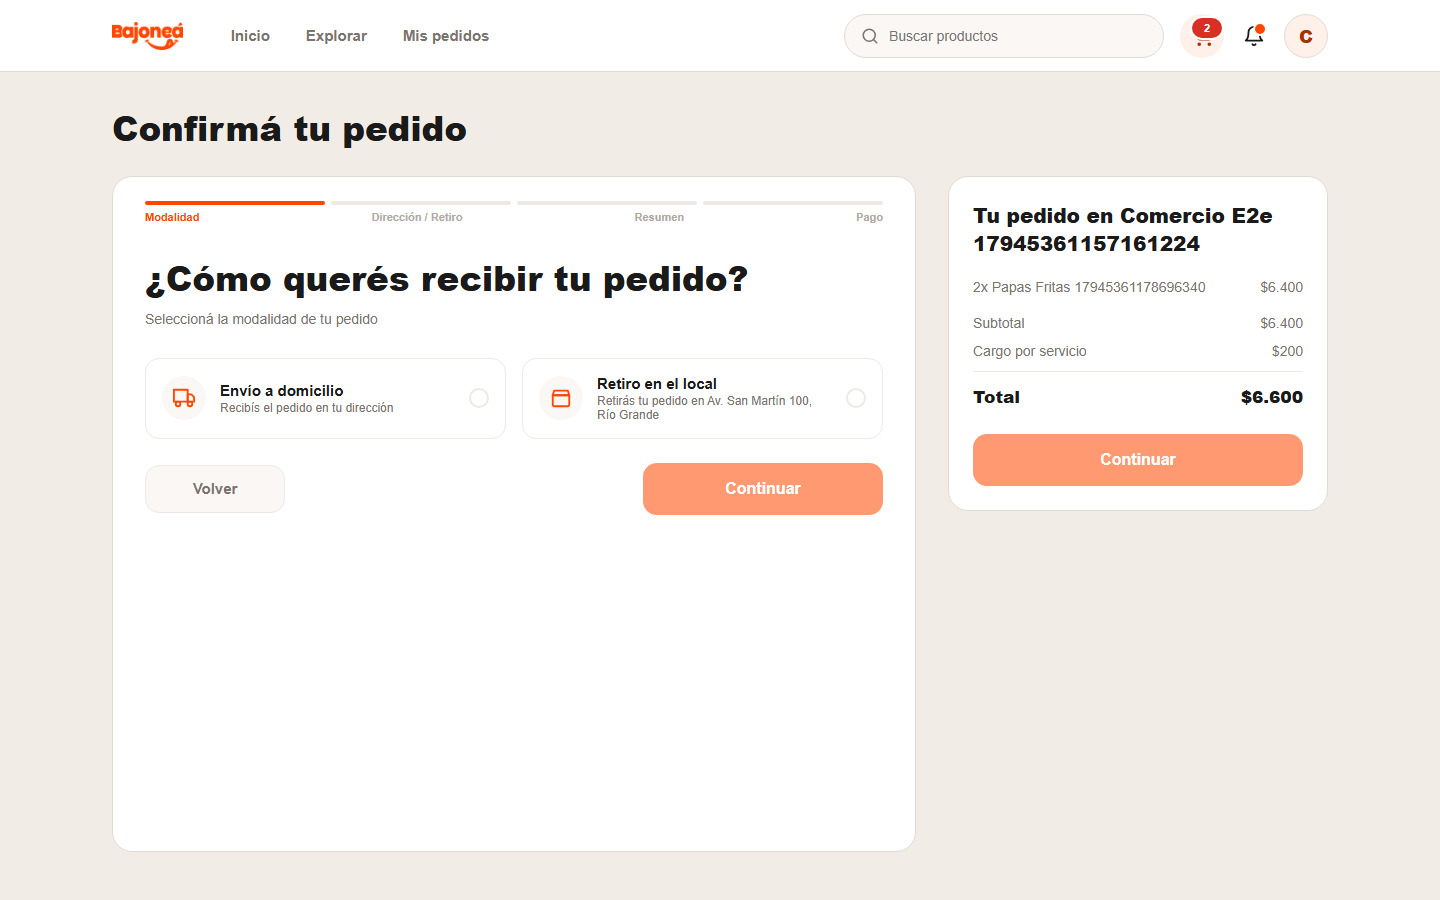 Bajoneá
Inicio
Explorar
Mis pedidos
Buscar productos
2
C
Confirmá tu pedido
Modalidad
Dirección / Retiro
Resumen
Pago
¿Cómo querés recibir tu pedido?
Seleccioná la modalidad de tu pedido
Envío a domicilio
Recibís el pedido en tu dirección
Retiro en el local
Retirás tu pedido en Av. San Martín 100,
Río Grande
Volver
Continuar
Tu pedido en Comercio E2e
17945361157161224
2x Papas Fritas 17945361178696340 $6.400
Subtotal $6.400
Cargo por servicio $200
Total $6.600
Continuar